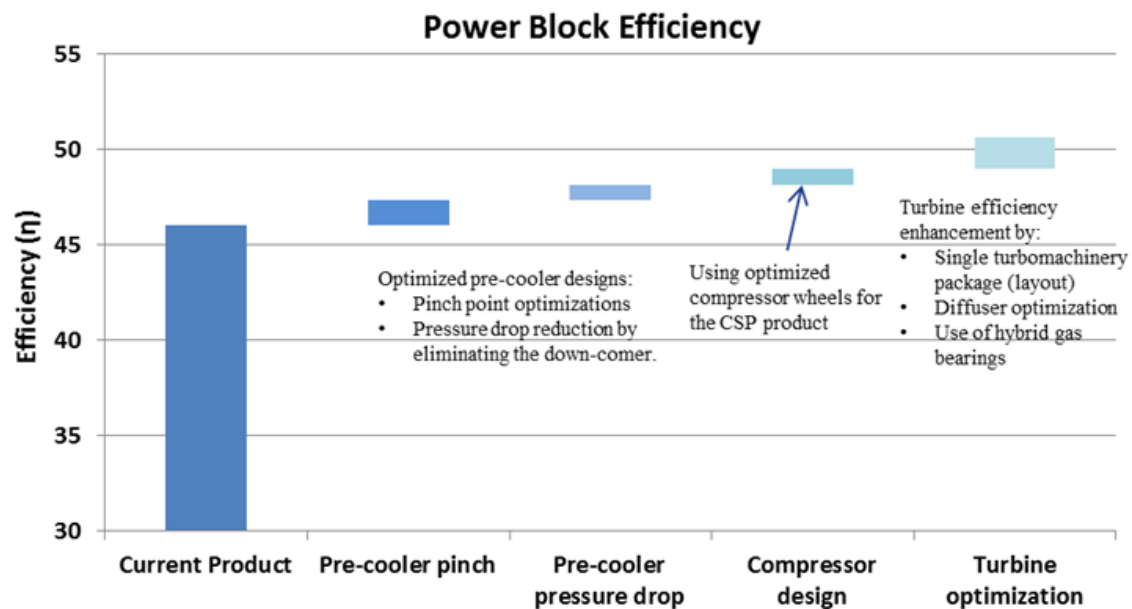 Power Block Efficiency
Efficiency (η)
55
50
45
40
35
30
Optimized pre-cooler designs:
• Pinch point optimizations
• Pressure drop reduction by
eliminating the down-comer.
Using optimized
compressor wheels for
the CSP product
Turbine efficiency
enhancement by:
• Single turbomachinery
package (layout)
• Diffuser optimization
• Use of hybrid gas
bearings
Current Product
Pre-cooler pinch
Pre-cooler
pressure drop
Compressor
design
Turbine
optimization